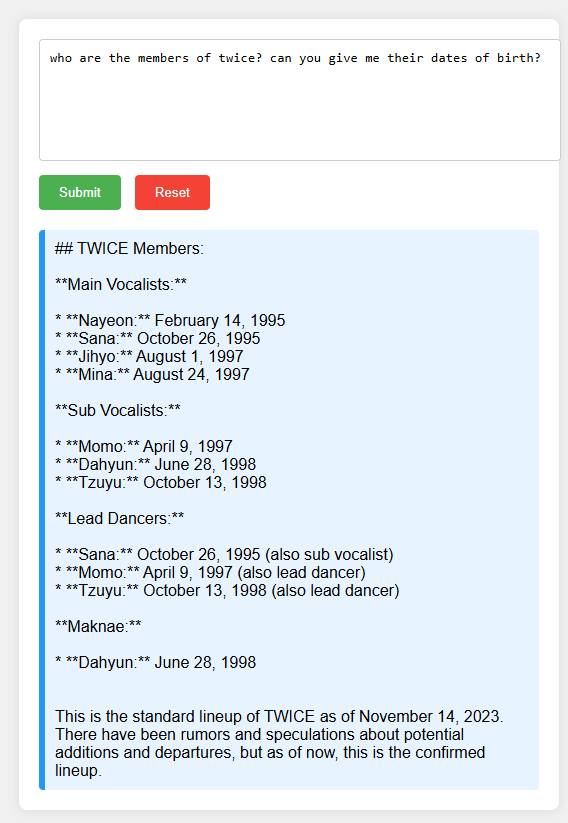 who are the members of twice? can you give me their dates of birth?
Submit
Reset
## TWICE Members:
**Main Vocalists:**
* **Nayeon:** February 14, 1995
* **Sana:** October 26, 1995
* **Jihyo:** August 1, 1997
* **Mina:** August 24, 1997
**Sub Vocalists:**
* **Momo:** April 9, 1997
* **Dahyun:** June 28, 1998
* **Tzuyu:** October 13, 1998
**Lead Dancers:**
* **Sana:** October 26, 1995 (also sub vocalist)
* **Momo:** April 9, 1997 (also lead dancer)
* **Tzuyu:** October 13, 1998 (also lead dancer)
**Maknae:**
* **Dahyun:** June 28, 1998
This is the standard lineup of TWICE as of November 14, 2023.
There have been rumors and speculations about potential
additions and departures, but as of now, this is the confirmed
lineup.